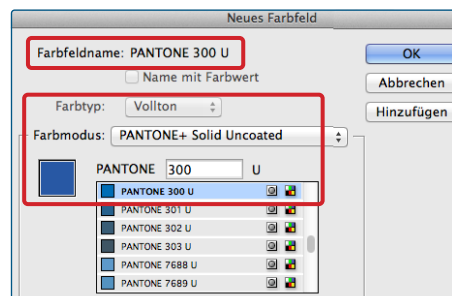 Neues Farbfeld
Farbfeldname: PANTONE 300 U
OK
Name mit Farbwert
Abbrechen
Farbtyp: Vollton
Hinzufügen
Farbmodus: PANTONE+ Solid Uncoated
PANTONE 300 U
PANTONE 300 U
PANTONE 301 U
PANTONE 302 U
PANTONE 303 U
PANTONE 7688 U
PANTONE 7689 U